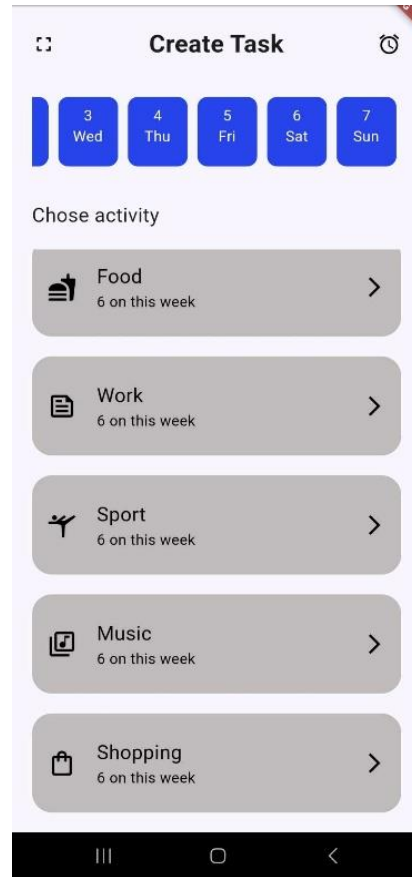 Create Task
3 4 5 6 7
Wed Thu Fri Sat Sun
Chose activity
Food
6 on this week
Work
6 on this week
Sport
6 on this week
Music
6 on this week
Shopping
6 on this week